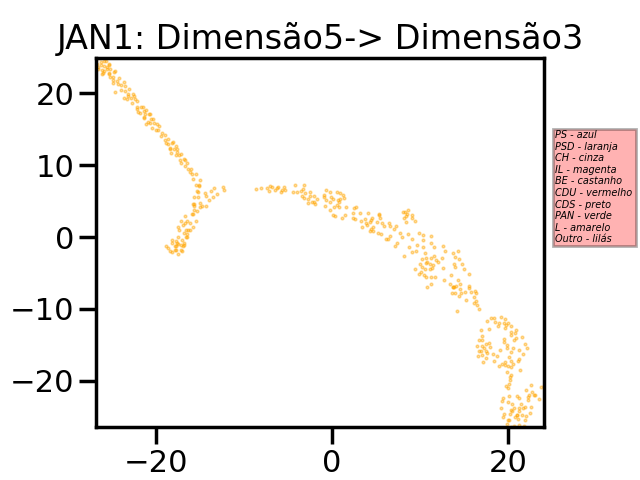 JAN1: Dimensão5-> Dimensão3
20
10
0
−10
−20
−20
0
20
PS - azul
PSD - laranja
CH - cinza
IL - magenta
BE - castanho
CDU - vermelho
CDS - preto
PAN - verde
L - amarelo
Outro - lilás